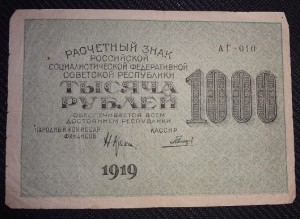 РАСЧЕТНЫЙ ЗНАК
АГ-010
РОССИЙСКОЙ
СОЦИАЛИСТИЧЕСКОЙ ФЕДЕРАТИВНОЙ
СОВЕТСКОЙ РЕСПУБЛИКИ
ТЫСЯЧА
РУБЛЕЙ
1000
ОБЕСПЕЧИВАЕТСЯ ВСЕМ
ДОСТОЯНИЕМ РЕСПУБЛИКИ
НАРОДНЫЙ КОМИССАР
ФИНАНСОВ
КАССИР
1919